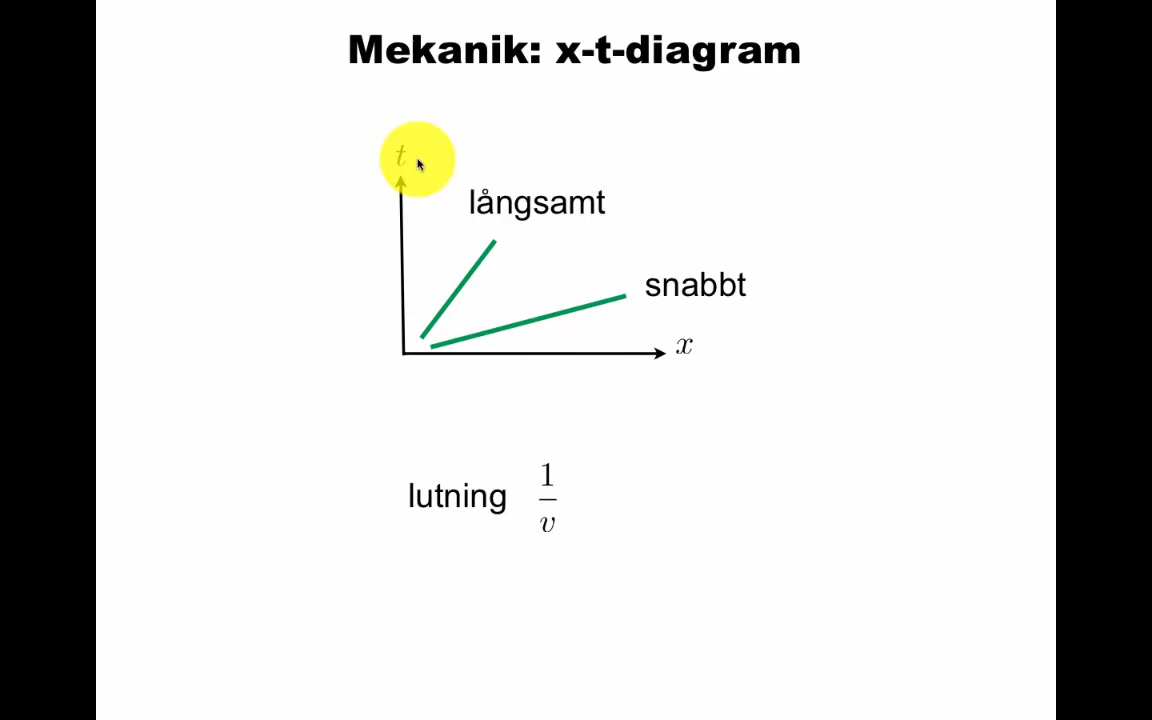 Mekanik: x-t-diagram
t
långsamt
snabbt
x
lutning 1/v